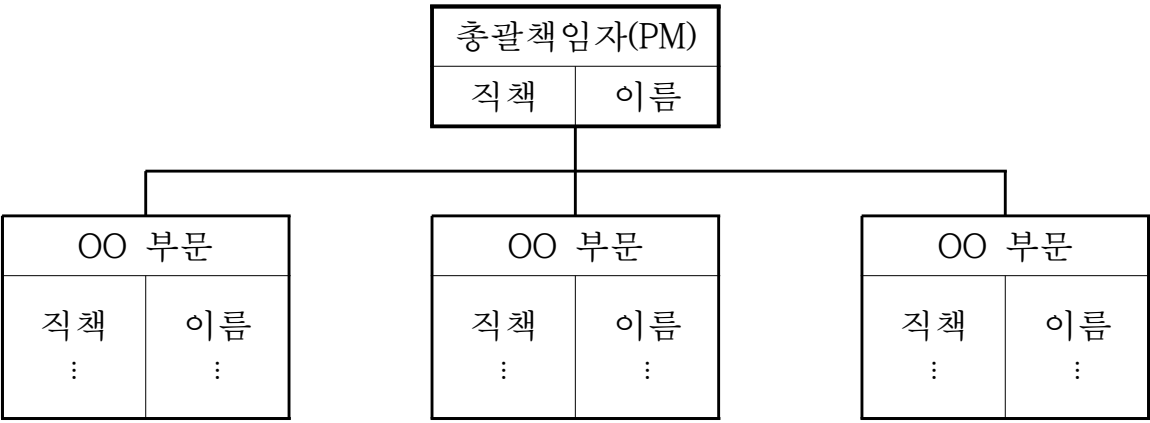 총괄책임자(PM)
직책 이름
OO 부문 OO 부문 OO 부문
직책 이름 직책 이름 직책 이름
⋮ ⋮ ⋮ ⋮ ⋮ ⋮